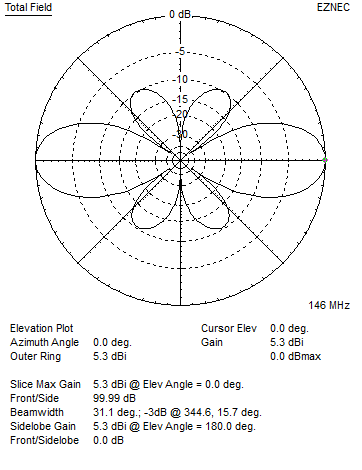 Total Field
EZNEC
0 dB
-5
-10
-15
-20
-30
146 MHz
Elevation Plot
Cursor Elev 0.0 deg.
Azimuth Angle 0.0 deg.
Gain 5.3 dBi
Outer Ring 5.3 dBi
0.0 dBmax
Slice Max Gain 5.3 dBi @ Elev Angle = 0.0 deg.
Front/Side 99.99 dB
Beamwidth 31.1 deg.; -3dB @ 344.6, 15.7 deg.
Sidelobe Gain 5.3 dBi @ Elev Angle = 180.0 deg.
Front/Sidelobe 0.0 dB